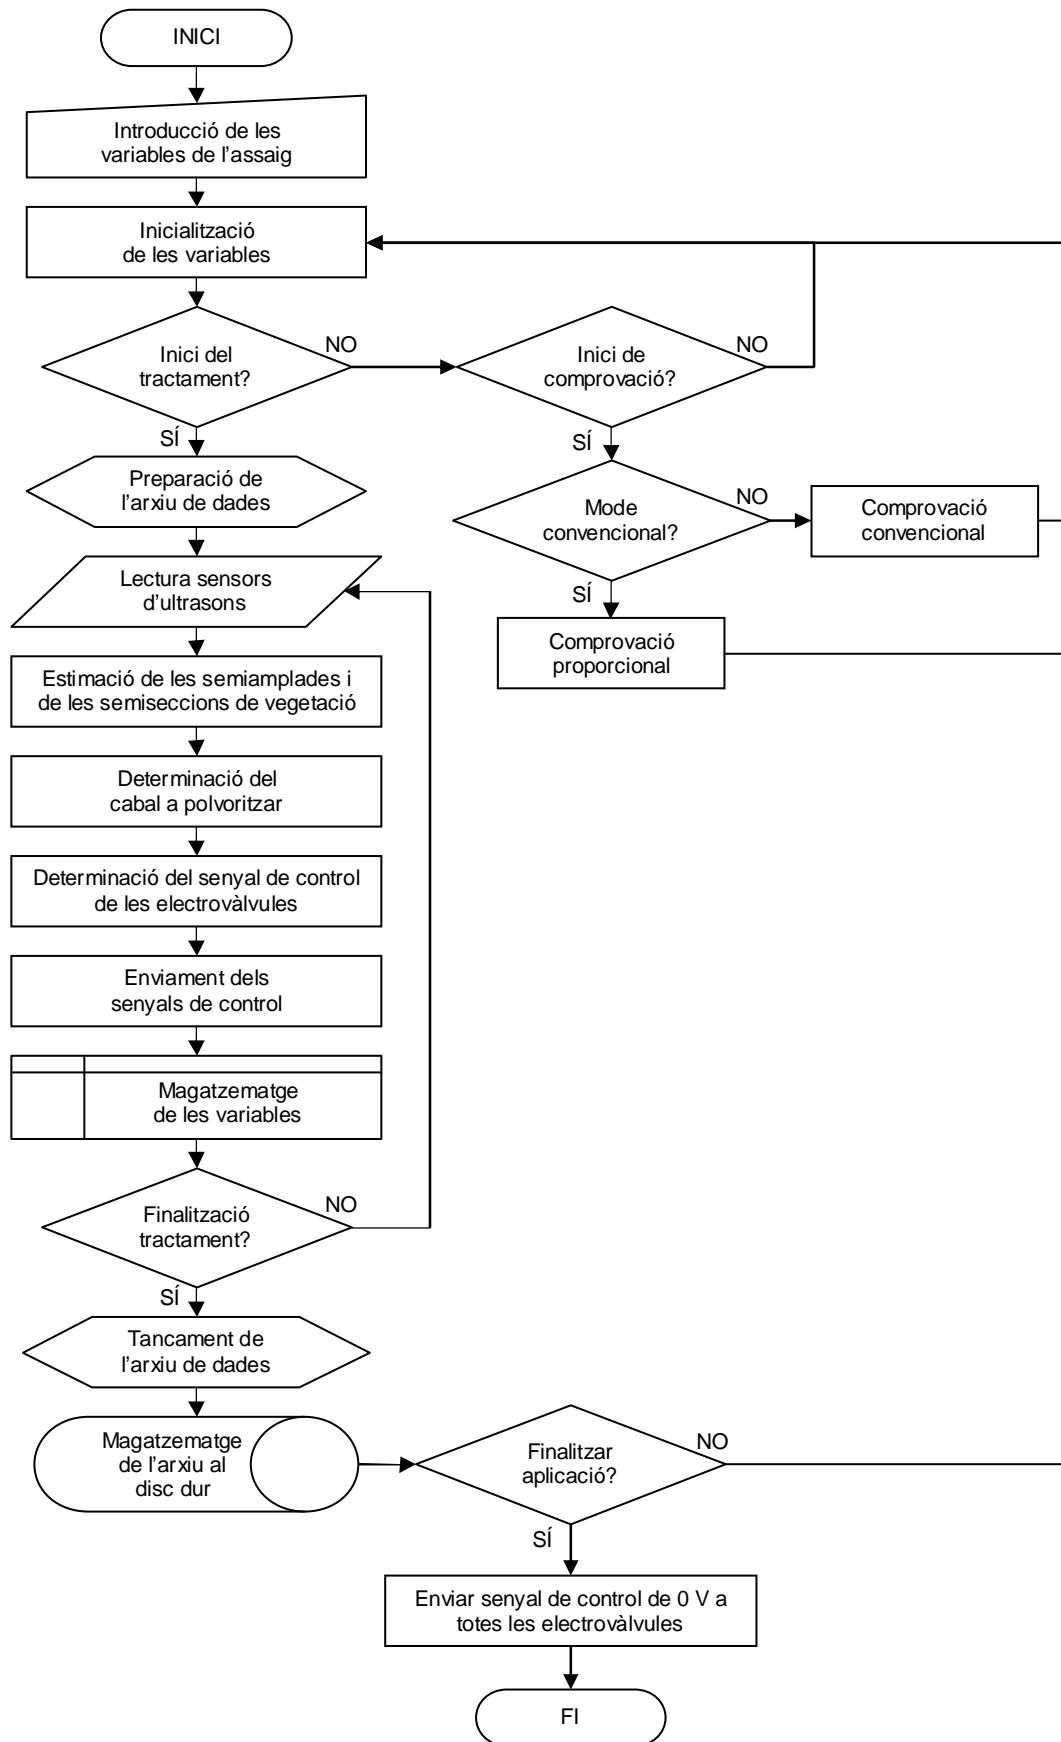 INICI
Introducció de les
variables de l'assaig
Inicialització
de les variables
Inici del
tractament?
NO
Inici de
comprovació?
NO
SÍ
SÍ
Preparació de
l'arxiu de dades
Mode
convencional?
NO
Comprovació
convencional
SÍ
Comprovació
proporcional
Lectura sensors
d'ultrasons
Estimació de les semiamplades i
de les semiseccions de vegetació
Determinació del
cabal a polvoritzar
Determinació del senyal de control
de les electrovàlvules
Enviament dels
senyals de control
Magatzematge
de les variables
Finalització
tractament?
NO
SÍ
Tancament de
l'arxiu de dades
Magatzematge
de l'arxiu al
disc dur
Finalitzar
aplicació?
NO
SÍ
Enviar senyal de control de 0 V a
totes les electrovàlvules
FI